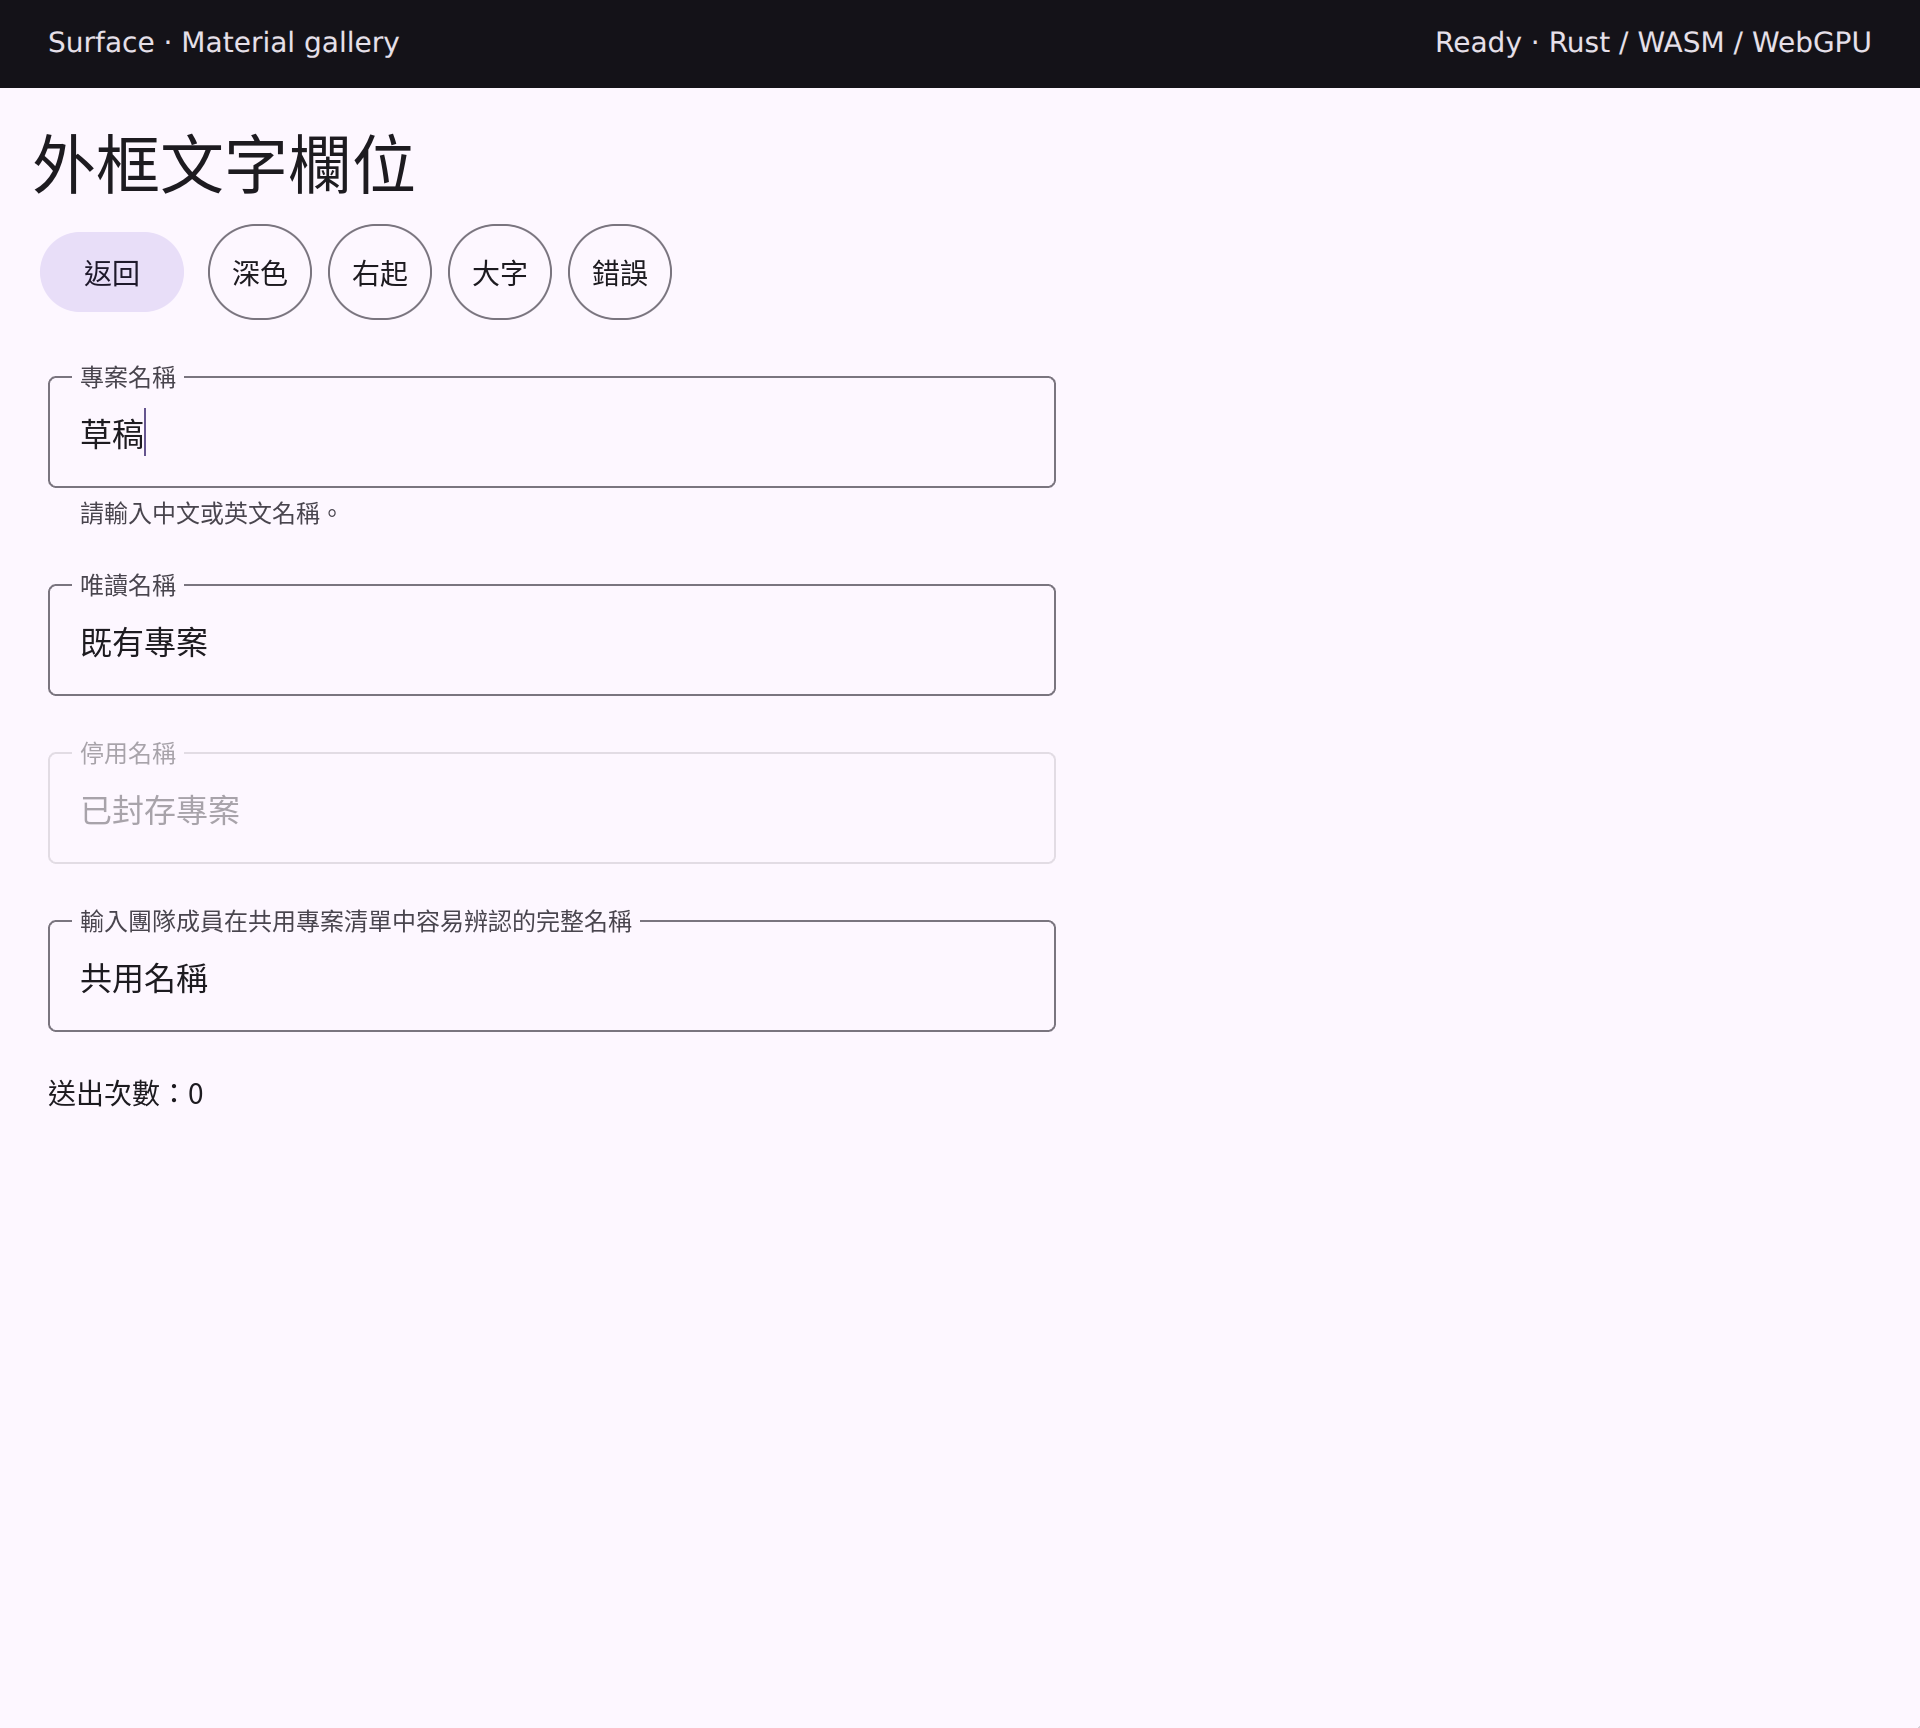 Surface · Material gallery
Ready · Rust / WASM / WebGPU
外框文字欄位
返回 深色 右起 大字 錯誤
專案名稱
草稿
請輸入中文或英文名稱。
唯讀名稱
既有專案
停用名稱
已封存專案
輸入團隊成員在共用專案清單中容易辨認的完整名稱
共用名稱
送出次數：0